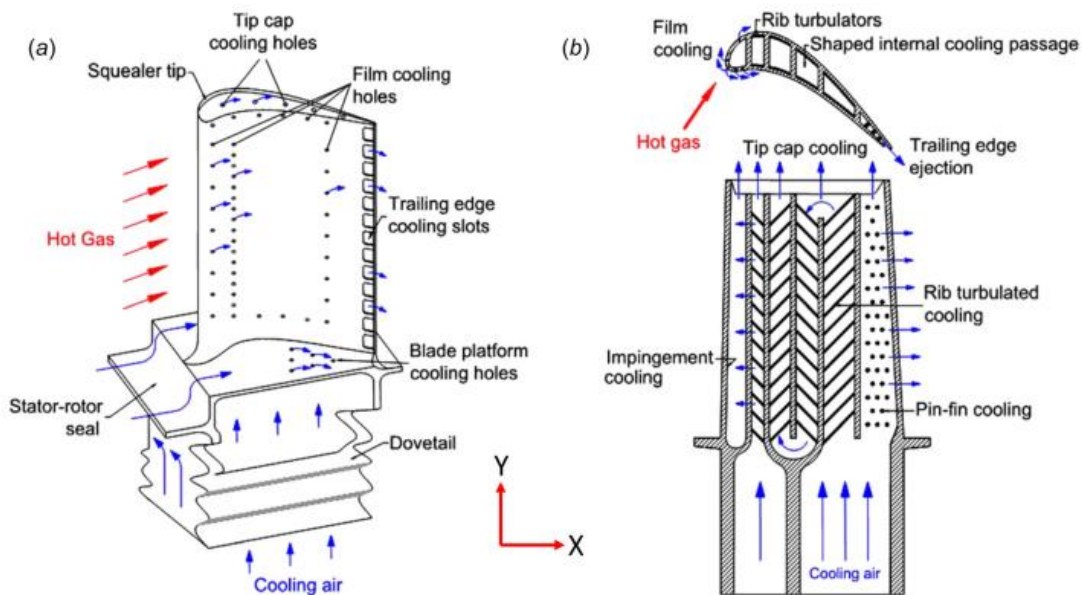 (a)
Tip cap
cooling holes
Squealer tip
Film cooling
holes
Hot Gas
Trailing edge
cooling slots
Blade platform
cooling holes
Stator-rotor
seal
Dovetail
Cooling air
Y
X
(b)
Film
cooling
Rib turbulators
Shaped internal cooling passage
Hot gas
Tip cap cooling
Trailing edge
ejection
Rib turbulated
cooling
Impingement
cooling
Pin-fin cooling
Cooling air